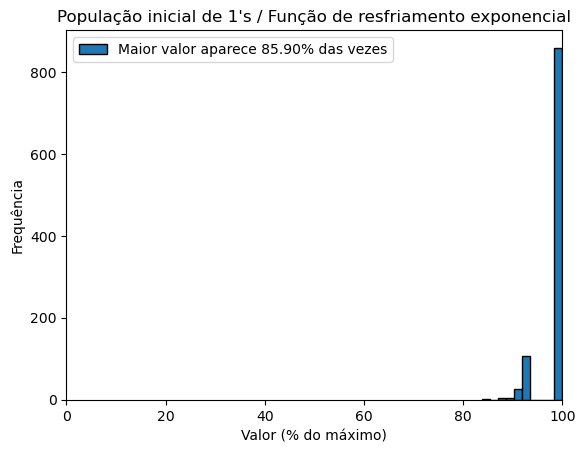 População inicial de 1's / Função de resfriamento exponencial
Maior valor aparece 85.90% das vezes
Frequência
800
600
400
200
0
0 20 40 60 80 100
Valor (% do máximo)